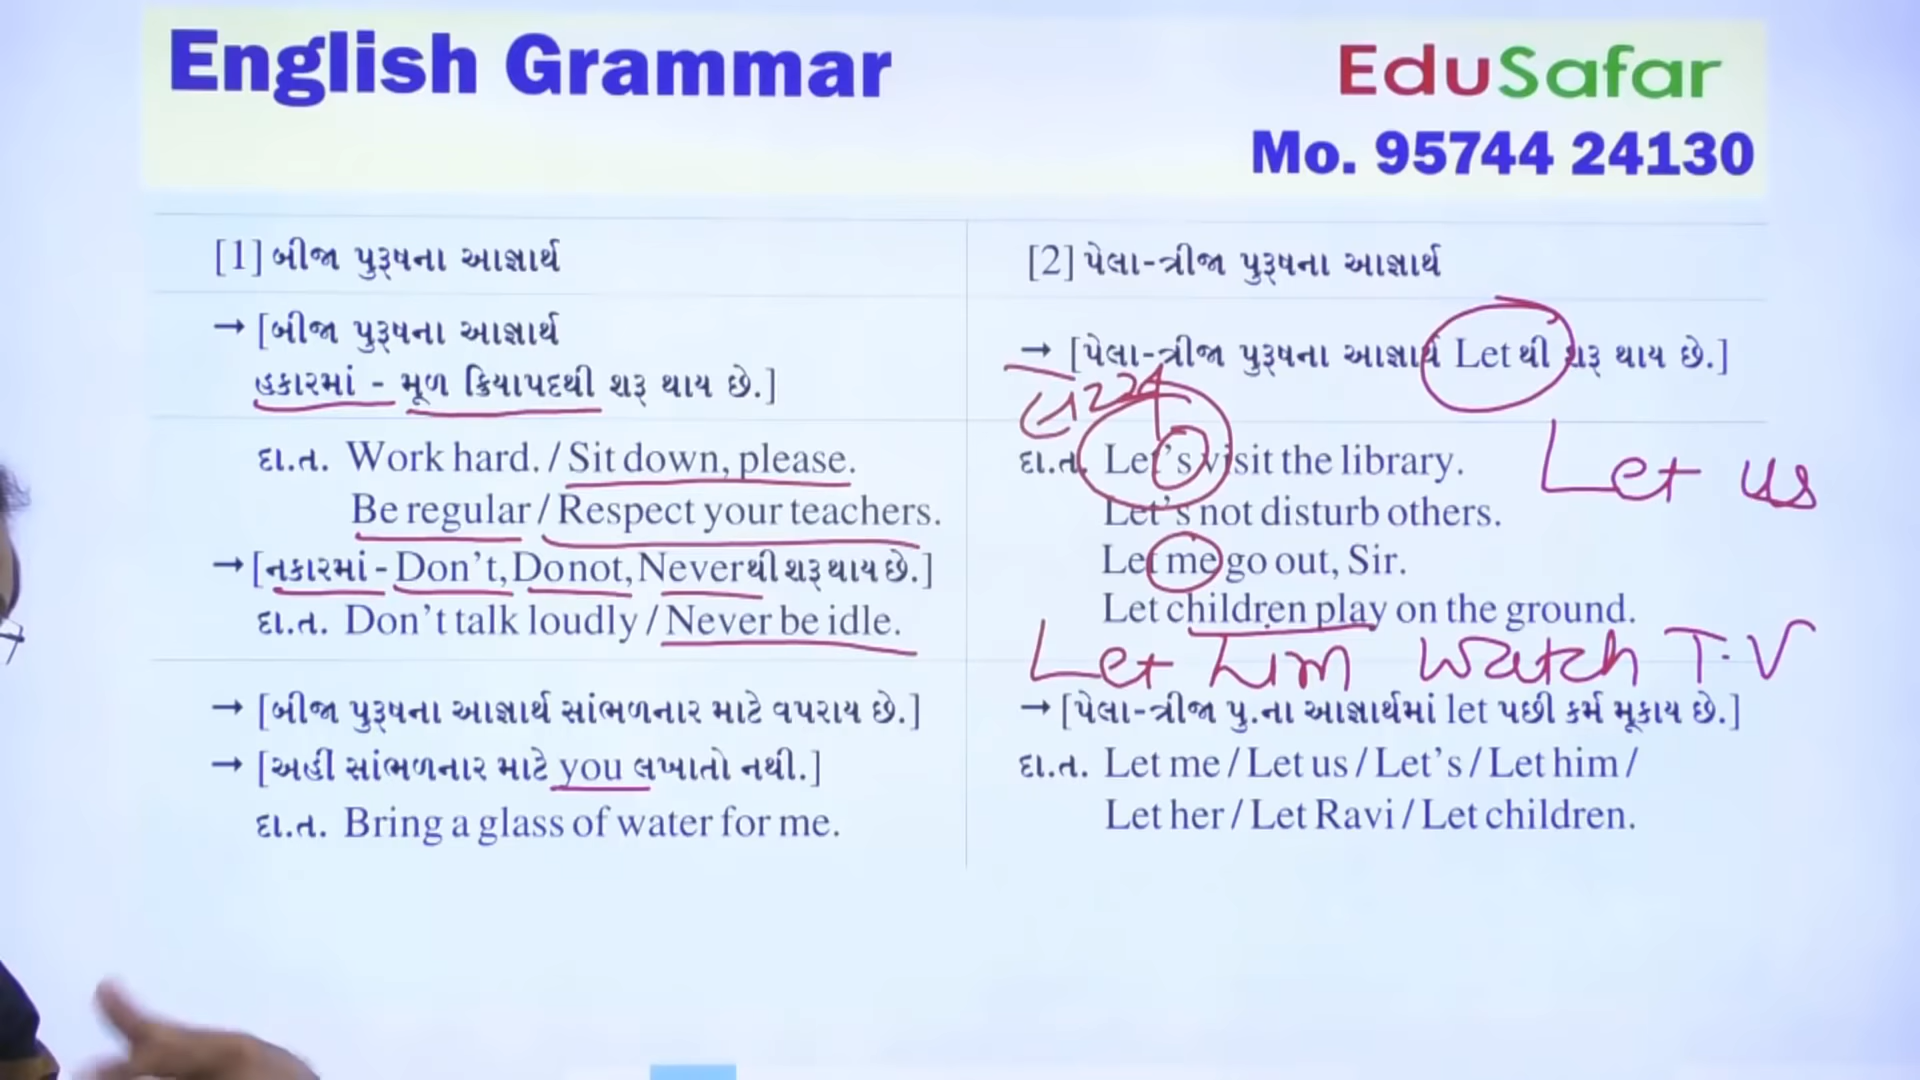 English Grammar
EduSafar
Mo. 95744 24130
[1] બીજા પુરૂષના આજ્ઞાર્થ
→ [બીજા પુરૂષના આજ્ઞાર્થ
હકારમાં - મૂળ ક્રિયાપદથી શરૂ થાય છે.]
દા.ત. Work hard. / Sit down, please.
Be regular / Respect your teachers.
→ [નકારમાં - Don't, Donot, Never થી શરૂ થાય છે.]
દા.ત. Don't talk loudly / Never be idle.
→ [બીજા પુરૂષના આજ્ઞાર્થ સાંભળનાર માટે વપરાય છે.]
→ [અહીં સાંભળનાર માટે you લખાતો નથી.]
દા.ત. Bring a glass of water for me.
[2] પેલા-ત્રીજા પુરૂષના આજ્ઞાર્થ
→ [પેલા-ત્રીજા પુરૂષના આજ્ઞાર્થ Let થી શરૂ થાય છે.]
દા.ત. Let's visit the library.
Let us
Let's not disturb others.
Let me go out, Sir.
Let children play on the ground.
Let him watch T.V
→ [પેલા-ત્રીજા પુ.ના આજ્ઞાર્થમાં let પછી કર્મ મૂકાય છે.]
દા.ત. Let me / Let us / Let's / Let him /
Let her / Let Ravi / Let children.